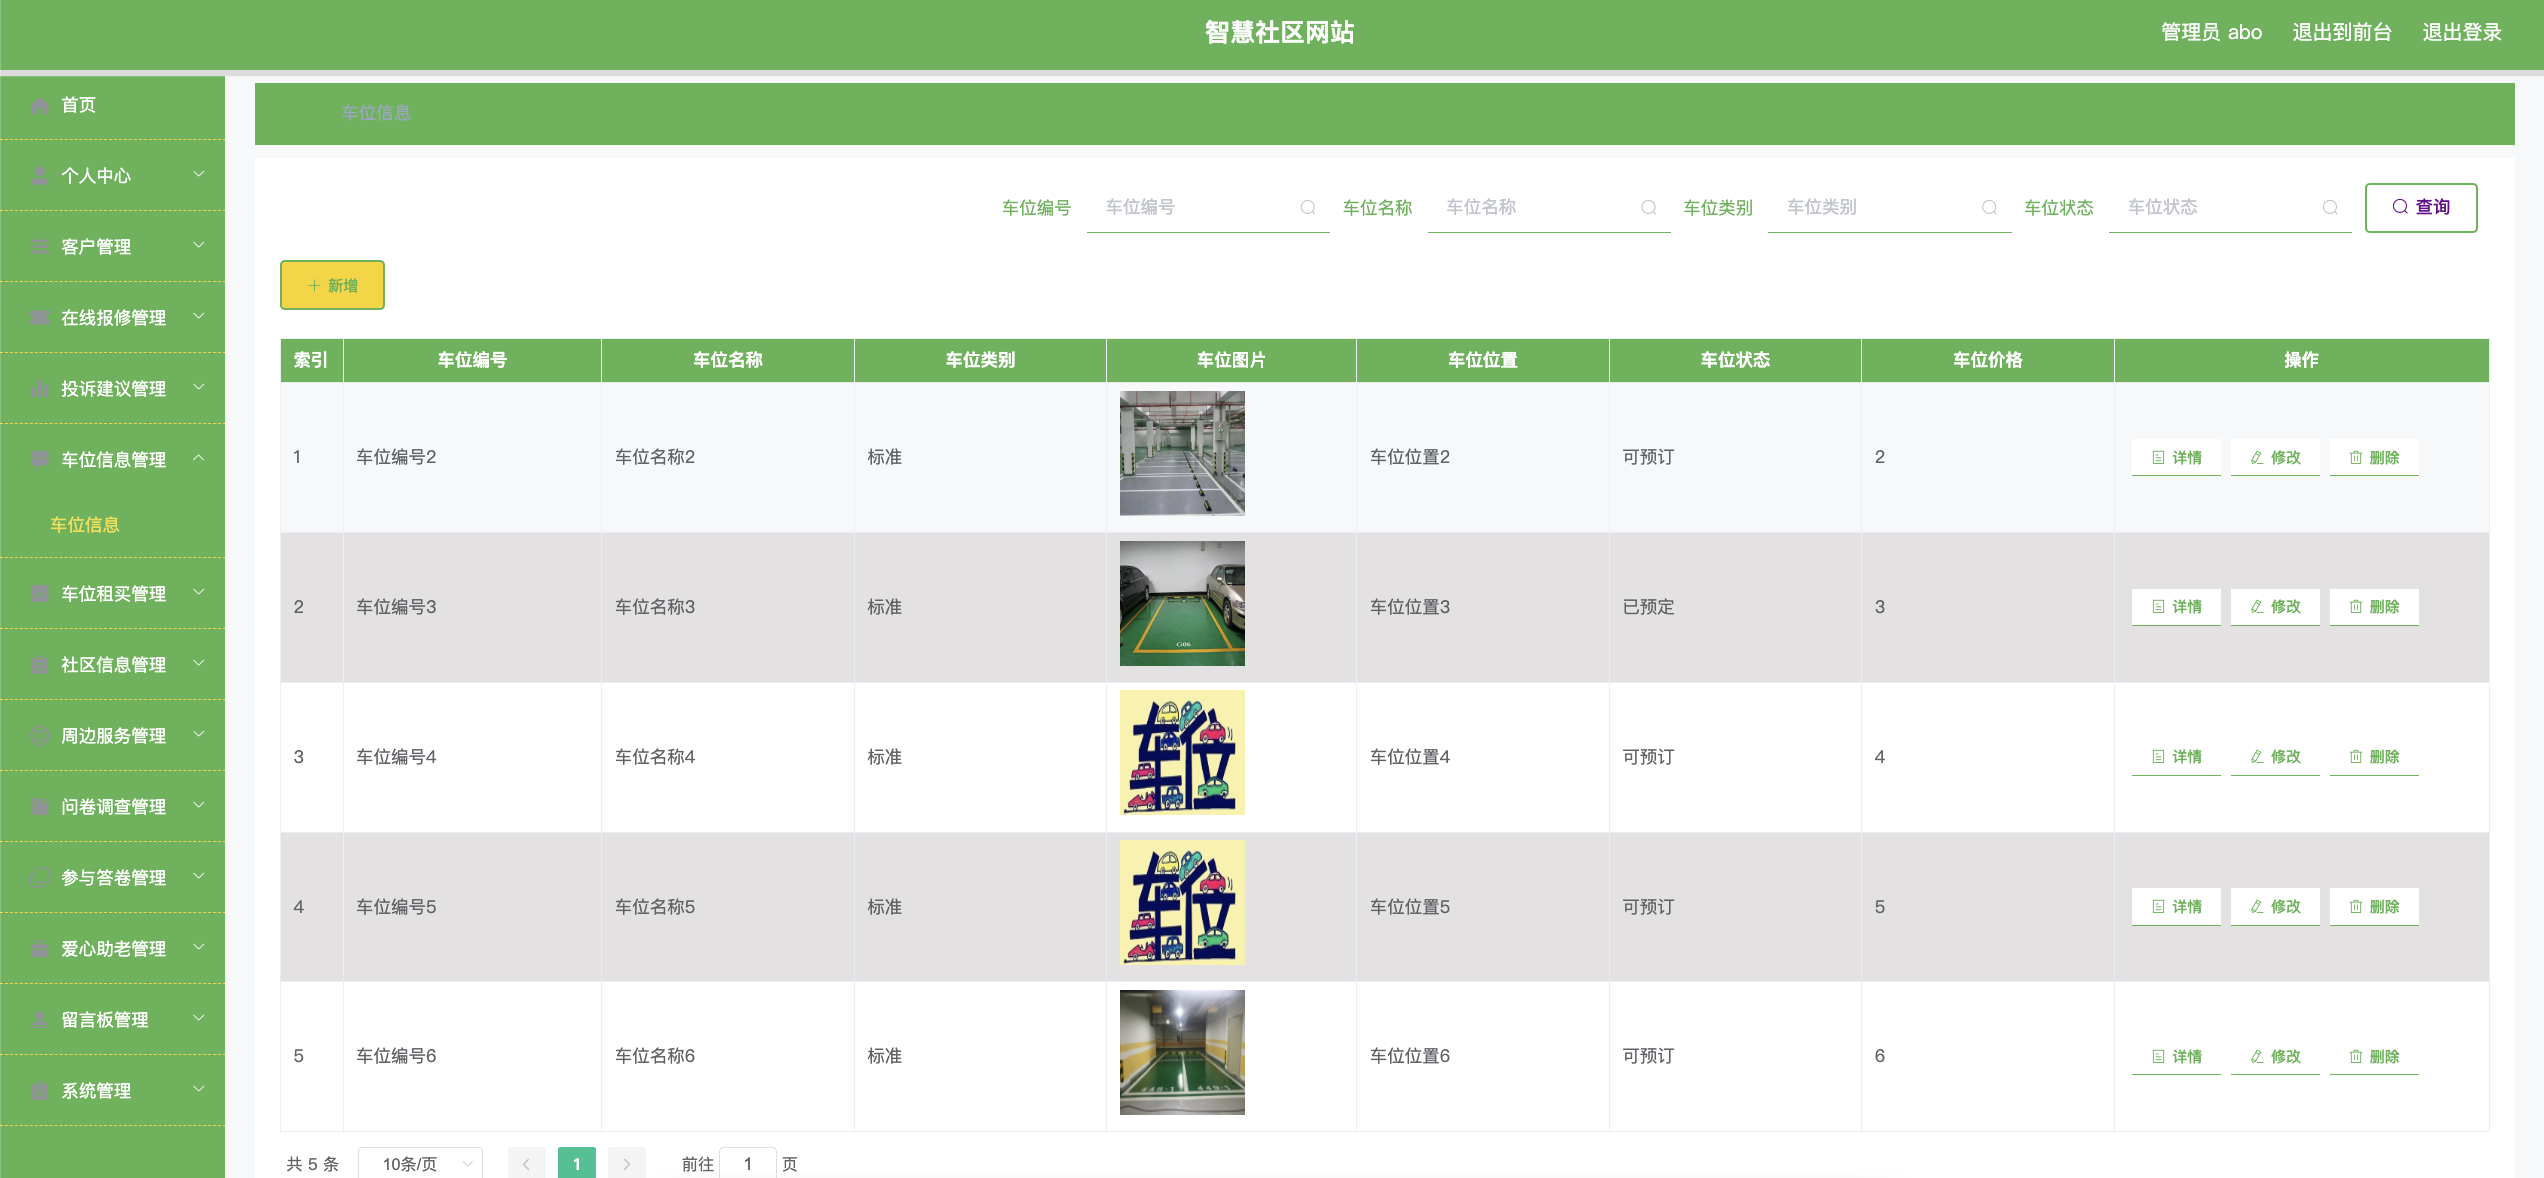 智慧社区网站
管理员 abo 退出到前台 退出登录
首页
个人中心
客户管理
在线报修管理
投诉建议管理
车位信息管理
车位信息
车位租买管理
社区信息管理
周边服务管理
问卷调查管理
参与答卷管理
爱心助老管理
留言板管理
系统管理
车位信息
车位编号 车位编号 车位名称 车位名称 车位类别 车位类别 车位状态 车位状态 查询
新增
索引 车位编号 车位名称 车位类别 车位图片 车位位置 车位状态 车位价格 操作
1 车位编号2 车位名称2 标准 车位位置2 可预订 2 详情 修改 删除
2 车位编号3 车位名称3 标准 G06 车位位置3 已预定 3 详情 修改 删除
3 车位编号4 车位名称4 标准 车位 车位位置4 可预订 4 详情 修改 删除
4 车位编号5 车位名称5 标准 车位 车位位置5 可预订 5 详情 修改 删除
5 车位编号6 车位名称6 标准 车位位置6 可预订 6 详情 修改 删除
共 5 条 10条/页 1 前往 1 页